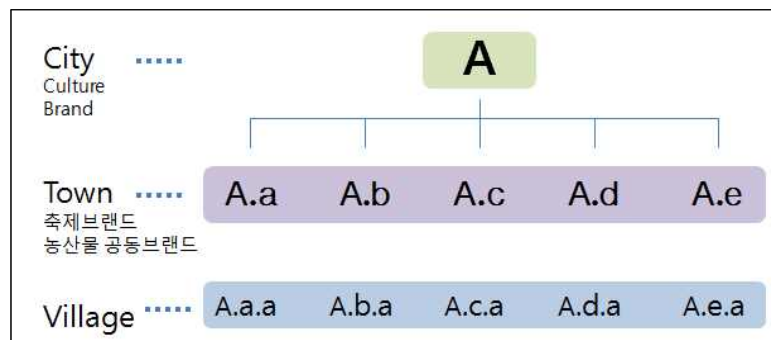 City
Culture
Brand
A
Town
축제브랜드
농산물 공동브랜드
A.a A.b A.c A.d A.e
Village
A.a.a A.b.a A.c.a A.d.a A.e.a